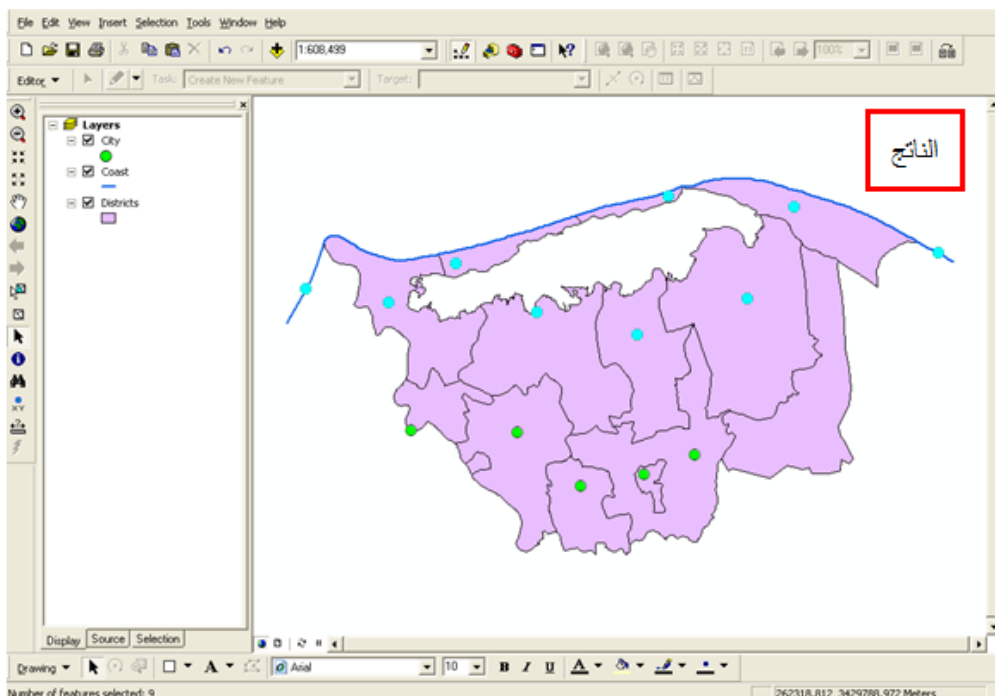 File Edit View Insert Selection Tools Window Help
1:608,499
100%
Editor Task: Create New Feature Target:
Layers
City
Coast
Districts
الناتج
XY
Display Source Selection
Drawing A Arial 10 B I U A
Number of features selected: 9
262318.812 3429788.972 Meters